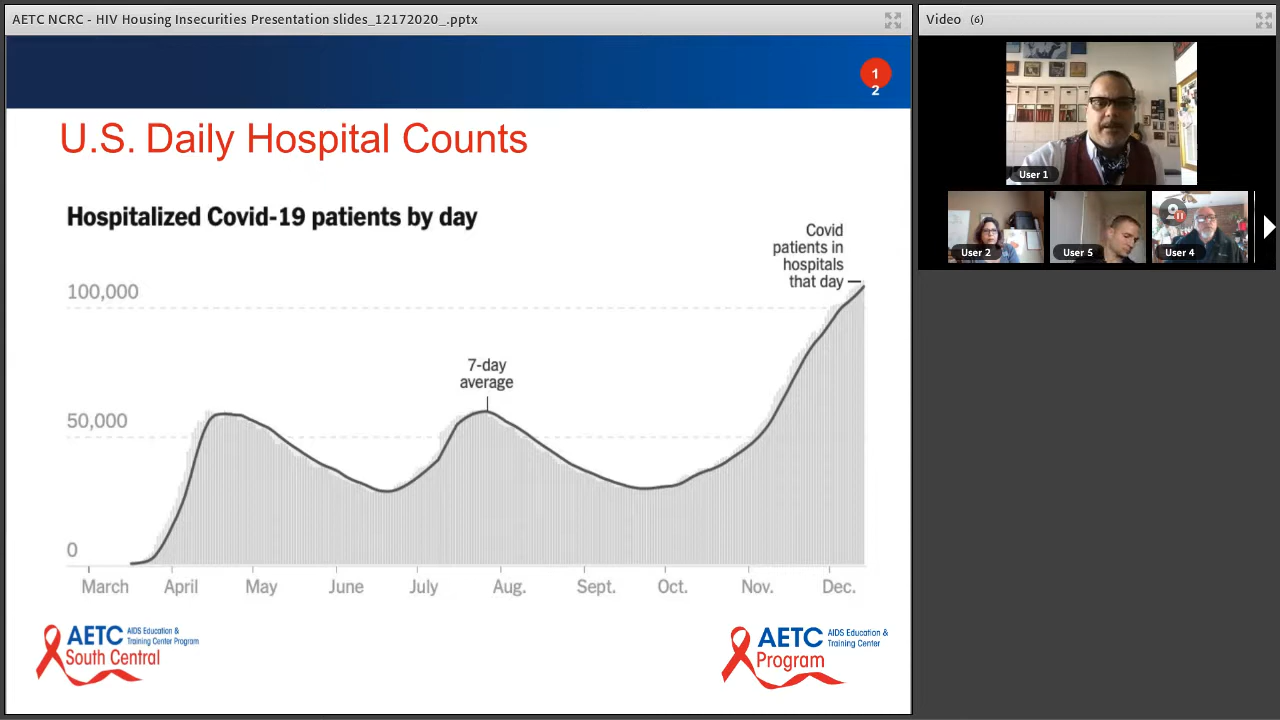 AETC NCRC - HIV Housing Insecurities Presentation slides_12172020_.pptx
1
2
U.S. Daily Hospital Counts
Hospitalized Covid-19 patients by day
Covid
patients in
hospitals
that day
100,000
7-day
average
50,000
0
March April May June July Aug. Sept. Oct. Nov. Dec.
AETC AIDS Education &
Training Center Program
South Central
AETC AIDS Education &
Training Center
Program
Video (6)
User 1
User 2
User 5
User 4